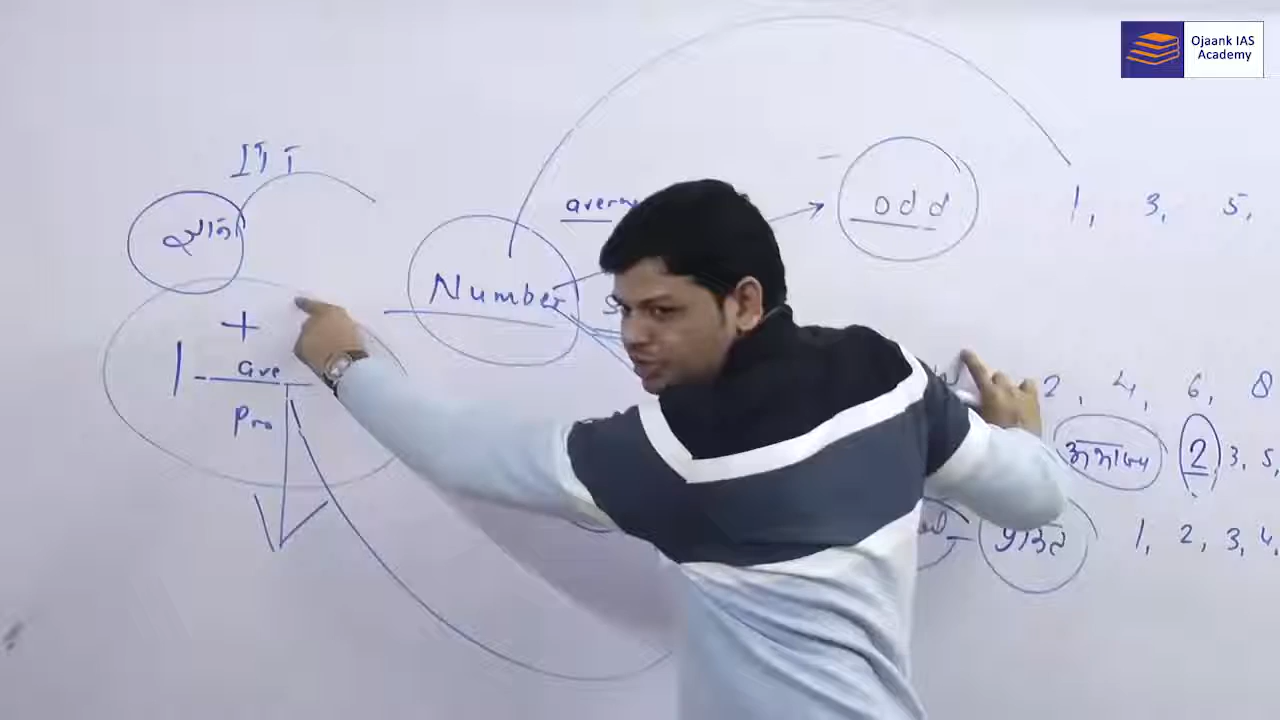 Ojaank IAS
Academy
odd
1, 3, 5,
Number
+
1 - ave
Pro
2, 4, 6, 8
अभाज्य 2, 3, 5,
प्राकृत 1, 2, 3, 4,